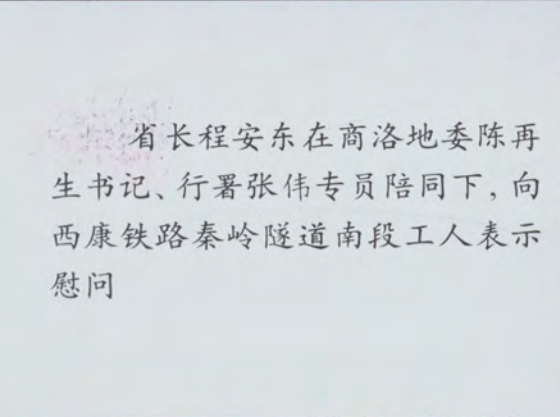 省长程安东在商洛地委陈再
生书记、行署张伟专员陪同下，向
西康铁路秦岭隧道南段工人表示
慰问